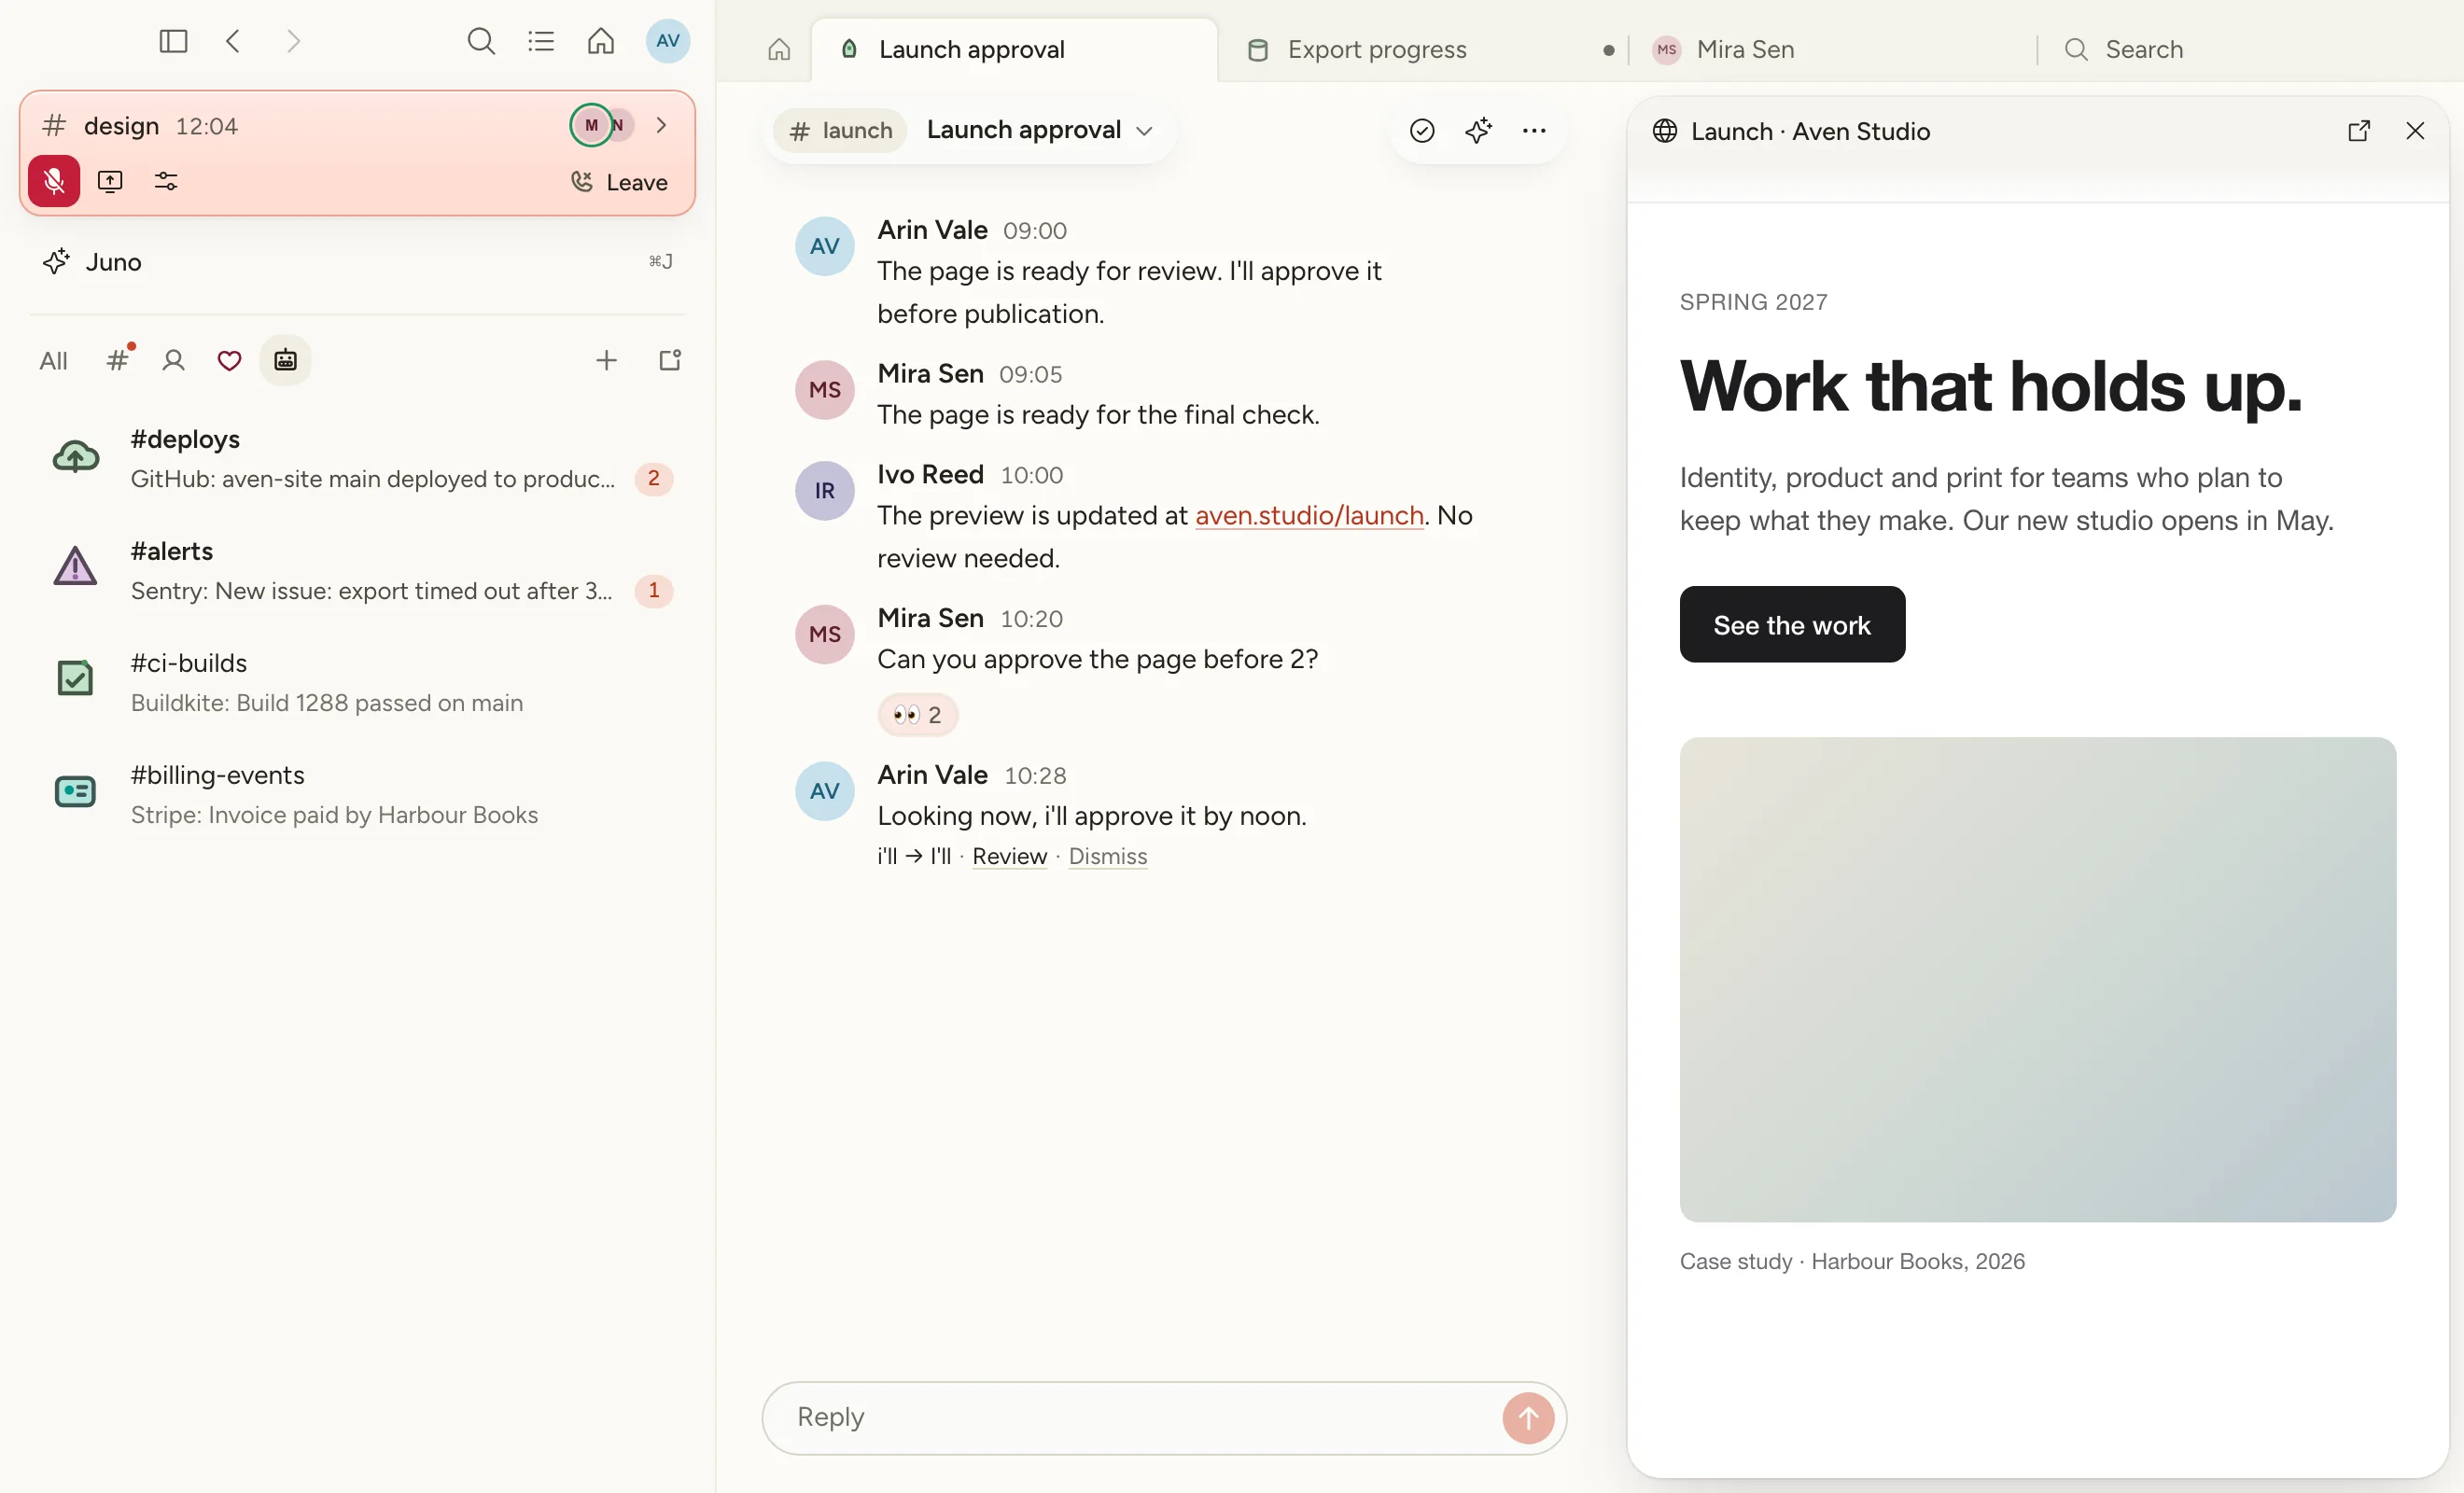 AV
# design 12:04
M N
Leave
Juno
⌘J
All
#deploys
GitHub: aven-site main deployed to produc...
2
#alerts
Sentry: New issue: export timed out after 3...
1
#ci-builds
Buildkite: Build 1288 passed on main
#billing-events
Stripe: Invoice paid by Harbour Books
Launch approval
Export progress
MS Mira Sen
Search
# launch Launch approval
AV
Arin Vale 09:00
The page is ready for review. I'll approve it
before publication.
MS
Mira Sen 09:05
The page is ready for the final check.
IR
Ivo Reed 10:00
The preview is updated at aven.studio/launch. No
review needed.
MS
Mira Sen 10:20
Can you approve the page before 2?
👀 2
AV
Arin Vale 10:28
Looking now, i'll approve it by noon.
i'll → I'll · Review · Dismiss
Reply
Launch · Aven Studio
SPRING 2027
Work that holds up.
Identity, product and print for teams who plan to
keep what they make. Our new studio opens in May.
See the work
Case study · Harbour Books, 2026